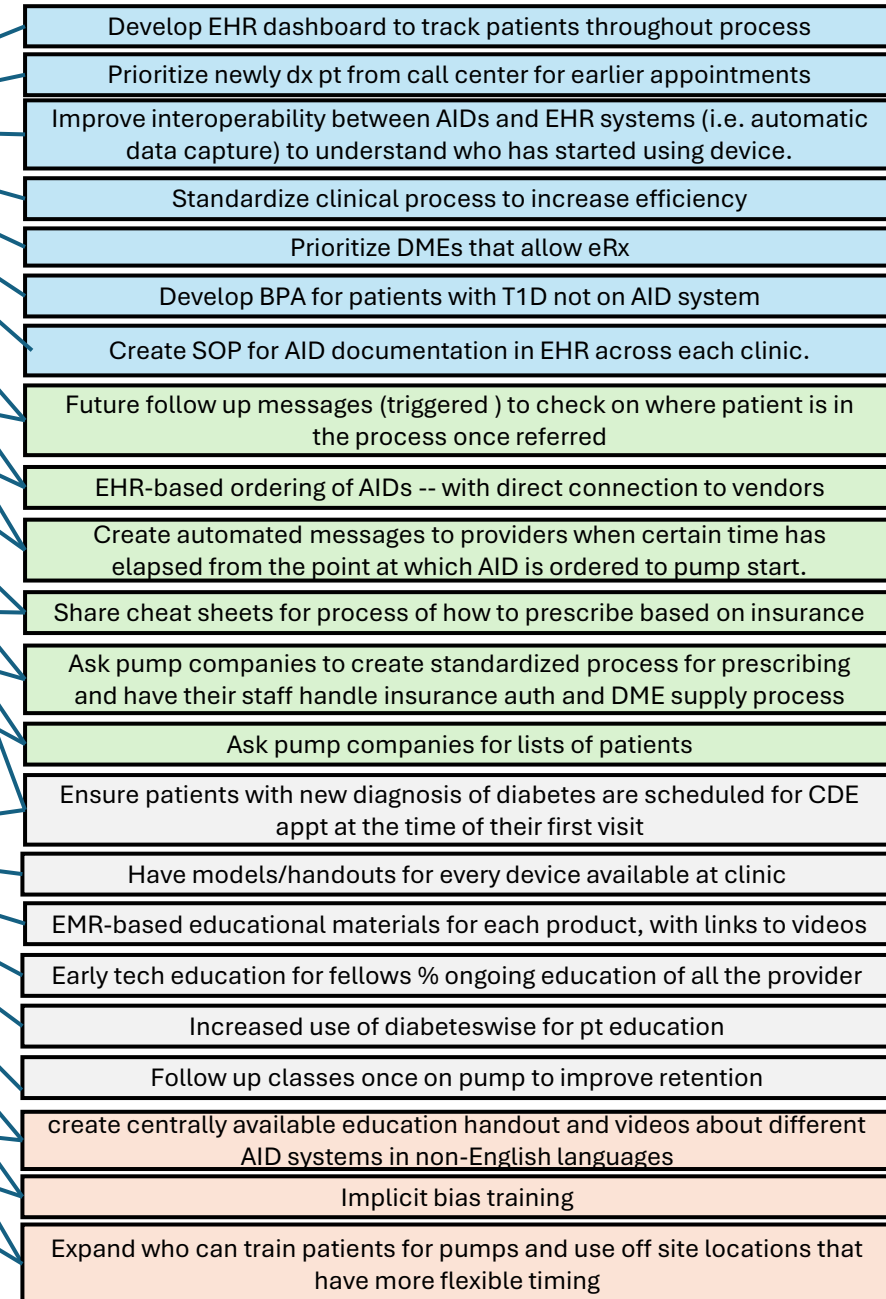 Develop EHR dashboard to track patients throughout process
Prioritize newly dx pt from call center for earlier appointments
Improve interoperability between AIDs and EHR systems (i.e. automatic
data capture) to understand who has started using device.
Standardize clinical process to increase efficiency
Prioritize DMEs that allow eRx
Develop BPA for patients with T1D not on AID system
Create SOP for AID documentation in EHR across each clinic.
Future follow up messages (triggered ) to check on where patient is in
the process once referred
EHR-based ordering of AIDs -- with direct connection to vendors
Create automated messages to providers when certain time has
elapsed from the point at which AID is ordered to pump start.
Share cheat sheets for process of how to prescribe based on insurance
Ask pump companies to create standardized process for prescribing
and have their staff handle insurance auth and DME supply process
Ask pump companies for lists of patients
Ensure patients with new diagnosis of diabetes are scheduled for CDE
appt at the time of their first visit
Have models/handouts for every device available at clinic
EMR-based educational materials for each product, with links to videos
Early tech education for fellows % ongoing education of all the provider
Increased use of diabeteswise for pt education
Follow up classes once on pump to improve retention
create centrally available education handout and videos about different
AID systems in non-English languages
Implicit bias training
Expand who can train patients for pumps and use off site locations that
have more flexible timing